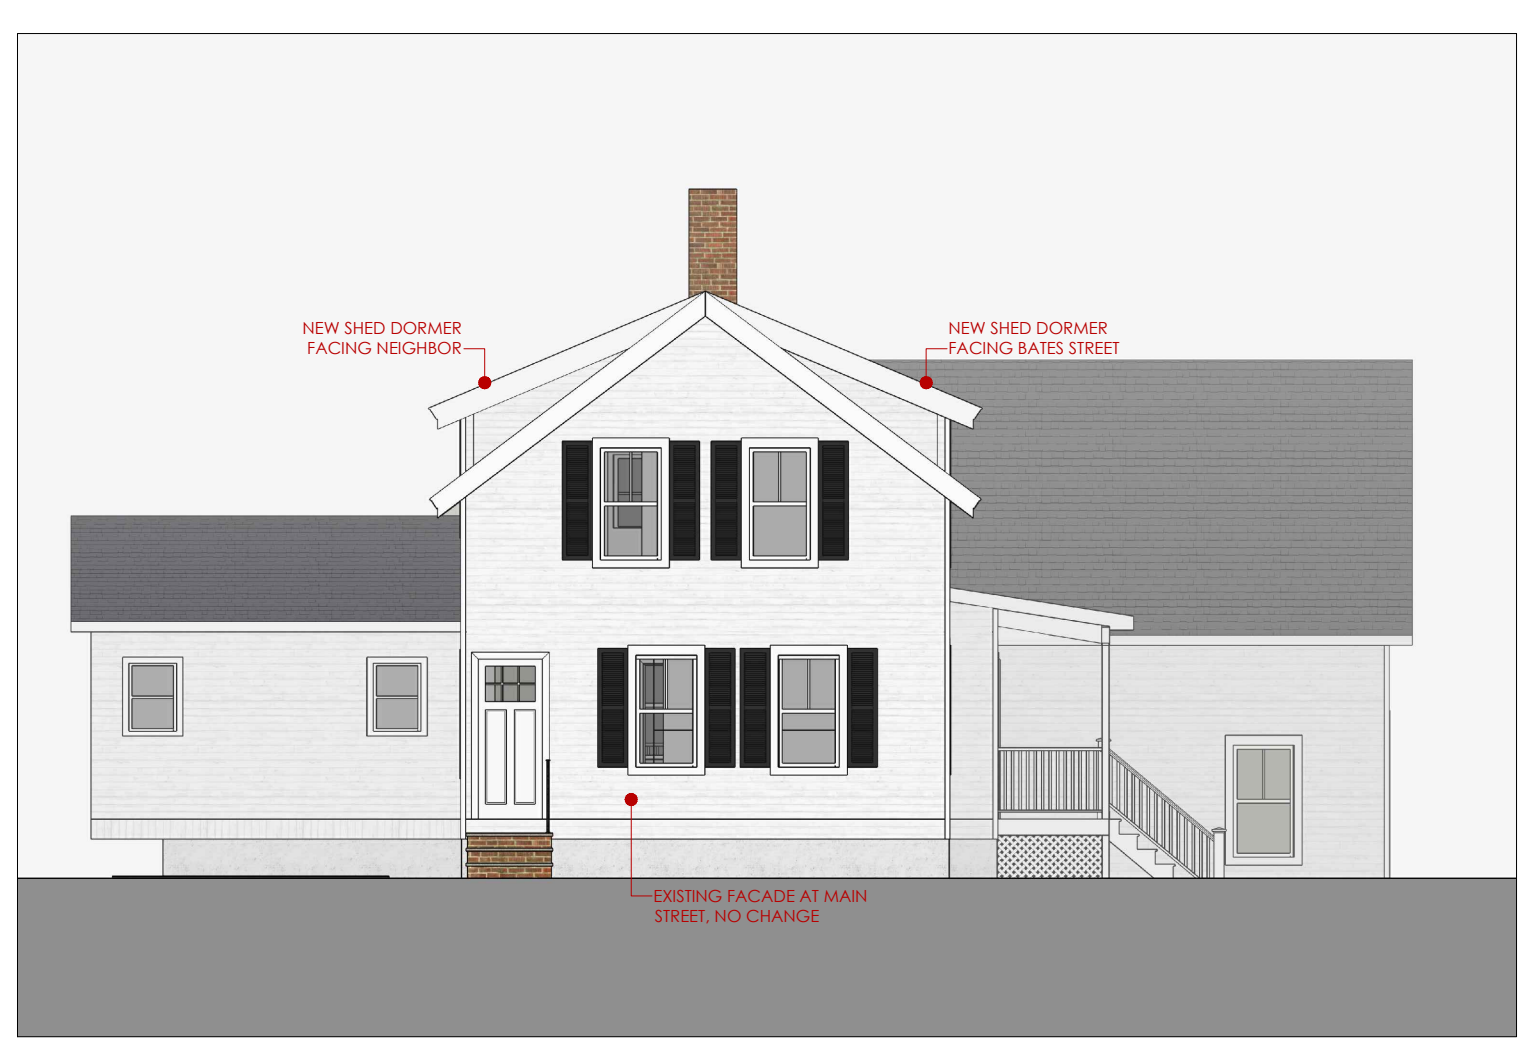 NEW SHED DORMER
FACING NEIGHBOR
NEW SHED DORMER
FACING BATES STREET
EXISTING FACADE AT MAIN
STREET, NO CHANGE